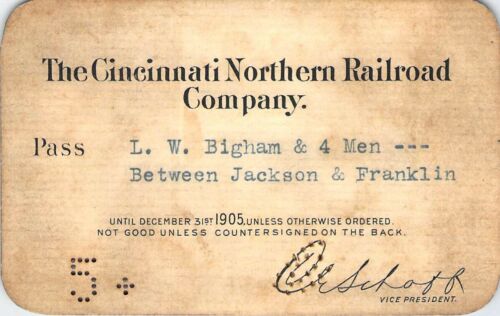 The Cincinnati Northern Railroad
Company.
Pass L. W. Bigham & 4 Men ---
Between Jackson & Franklin
UNTIL DECEMBER 31ST 1905, UNLESS OTHERWISE ORDERED.
NOT GOOD UNLESS COUNTERSIGNED ON THE BACK.
5+
Schoff
VICE PRESIDENT.